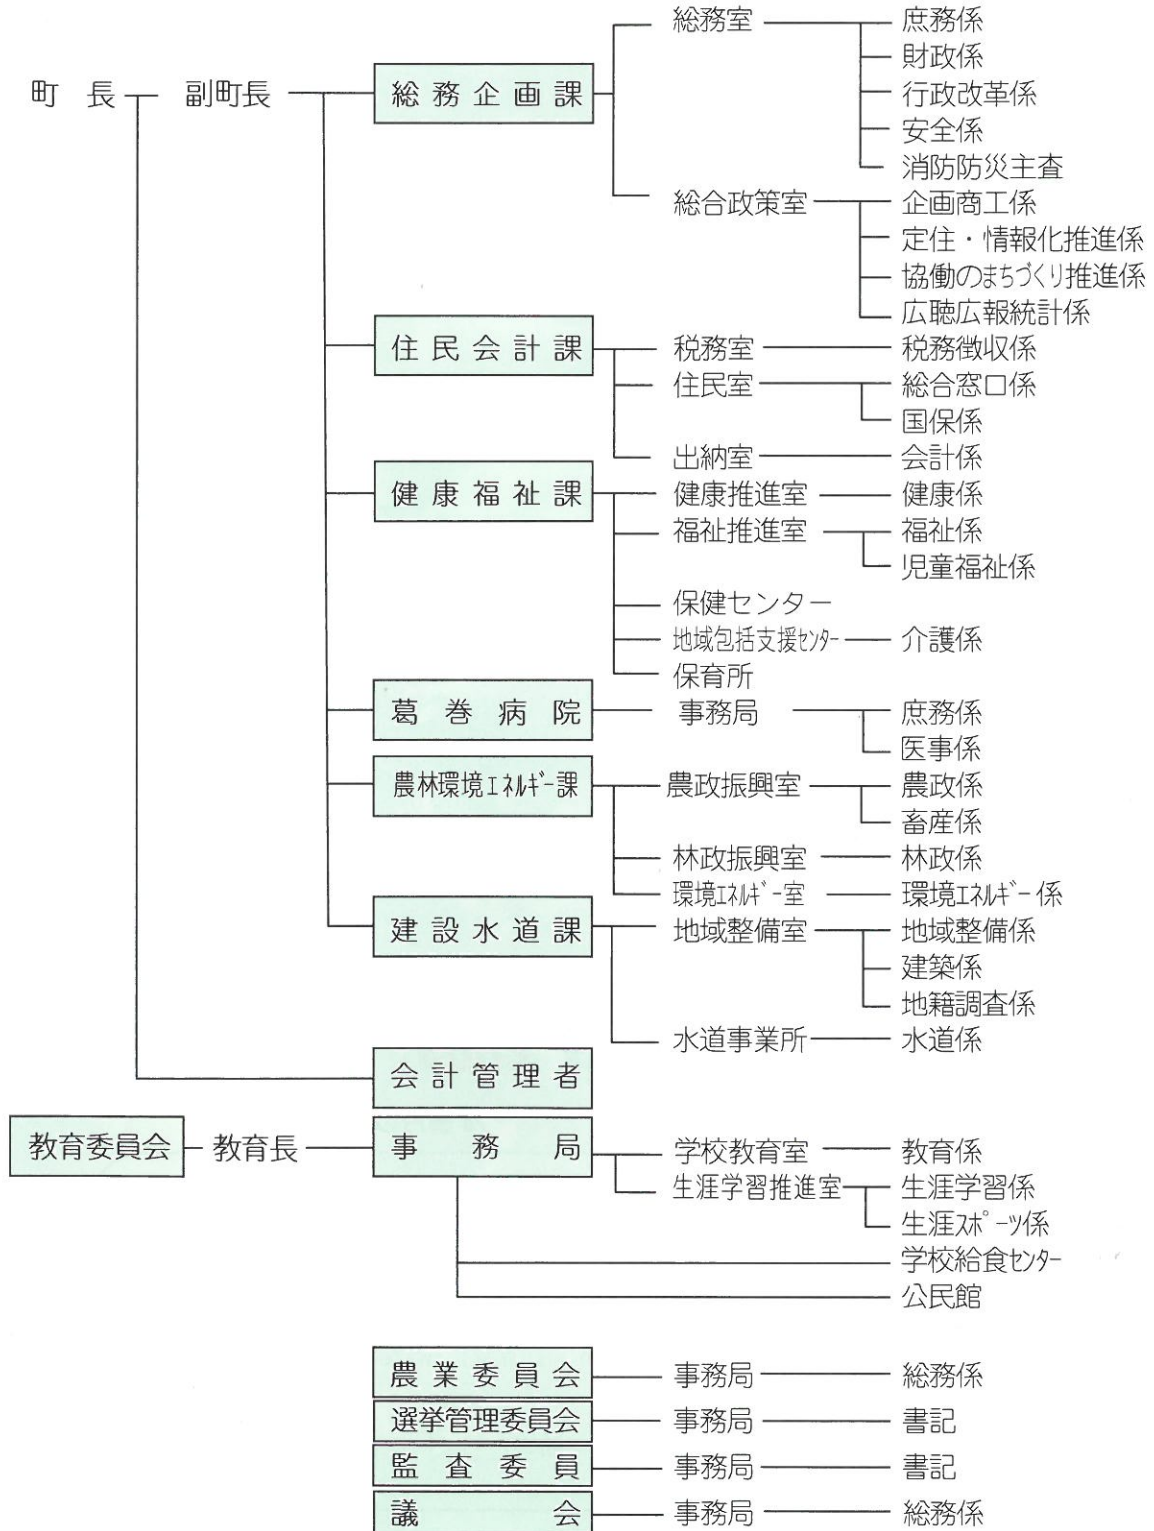 総務室 庶務係
財政係
町長 副町長 総務企画課 行政改革係
安全係
消防防災主査
総合政策室 企画商工係
定住・情報化推進係
協働のまちづくり推進係
広聴広報統計係
住民会計課 税務室 税務徴収係
住民室 総合窓口係
国保係
出納室 会計係
健康福祉課 健康推進室 健康係
福祉推進室 福祉係
児童福祉係
保健センター
地域包括支援ｾﾝﾀｰ 介護係
保育所
葛巻病院 事務局 庶務係
医事係
農林環境ｴﾈﾙｷﾞｰ課 農政振興室 農政係
畜産係
林政振興室 林政係
環境ｴﾈﾙｷﾞｰ室 環境ｴﾈﾙｷﾞｰ係
建設水道課 地域整備室 地域整備係
建築係
地籍調査係
水道事業所 水道係
会計管理者
教育委員会 教育長 事務局 学校教育室 教育係
生涯学習推進室 生涯学習係
生涯ｽﾎﾟｰﾂ係
学校給食ｾﾝﾀｰ
公民館
農業委員会 事務局 総務係
選挙管理委員会 事務局 書記
監査委員 事務局 書記
議会 事務局 総務係